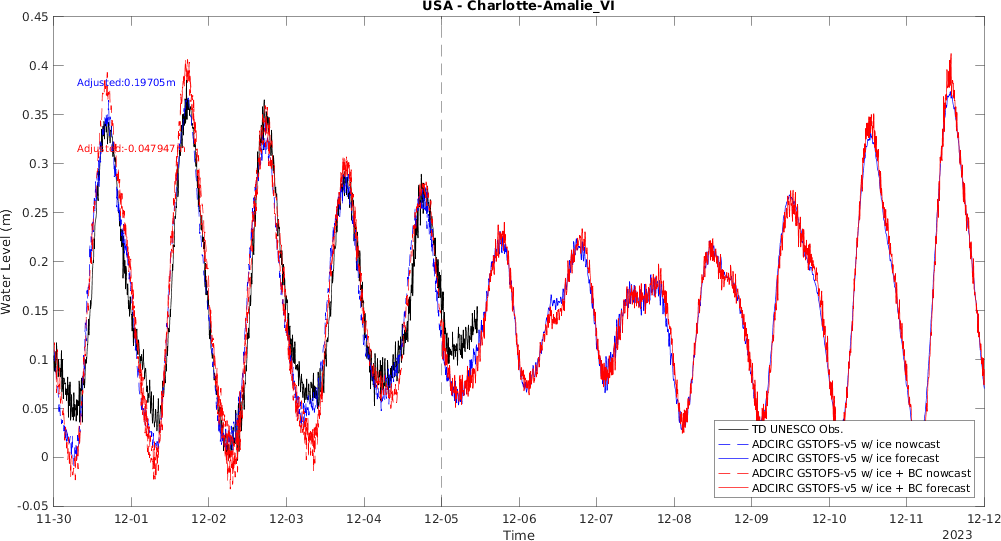 USA - Charlotte-Amalie_VI
0.45
0.4
0.35
0.3
0.25
0.2
0.15
0.1
0.05
0
-0.05
Water Level (m)
Adjusted:0.19705m
Adjusted:-0.047947m
TD UNESCO Obs.
ADCIRC GSTOFS-v5 w/ ice nowcast
ADCIRC GSTOFS-v5 w/ ice forecast
ADCIRC GSTOFS-v5 w/ ice + BC nowcast
ADCIRC GSTOFS-v5 w/ ice + BC forecast
11-30 12-01 12-02 12-03 12-04 12-05 12-06 12-07 12-08 12-09 12-10 12-11 12-12
Time
2023